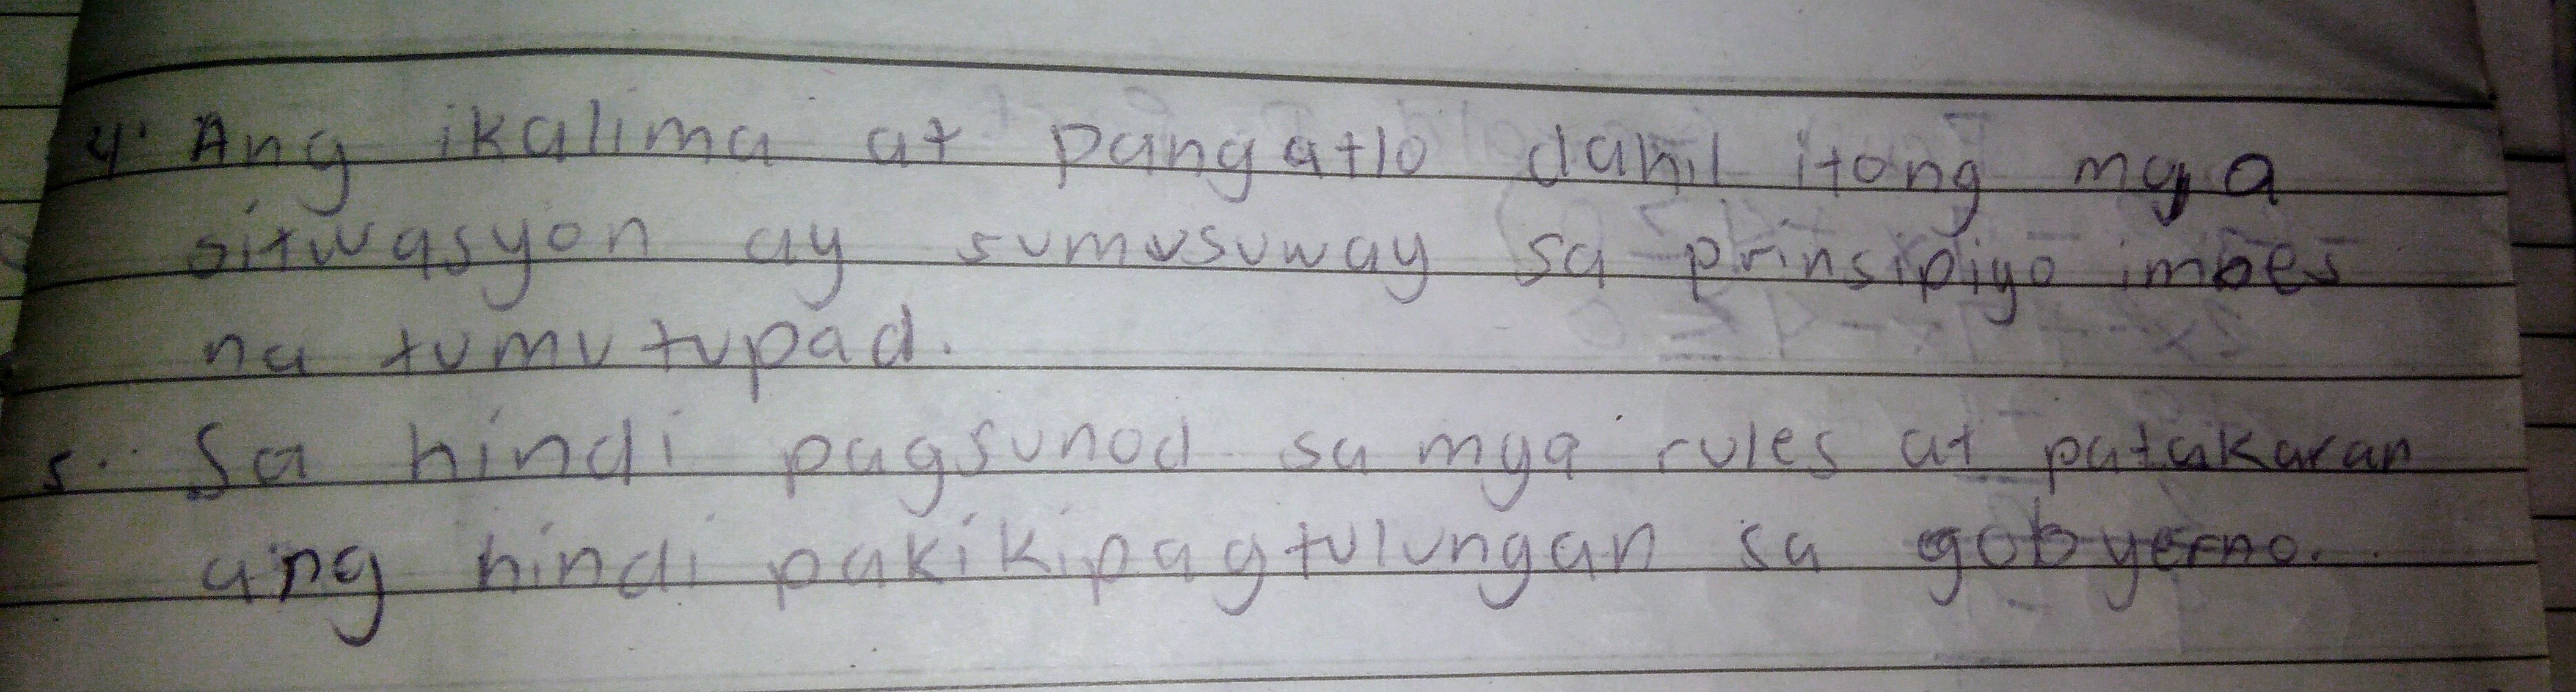 4. Ang ikalima at pangatlo dahil itong mga
sitwasyon ay sumusuway sa prinsipiyo imbes
na tumutupad.
5. Sa hindi pagsunod sa mga rules at patakaran
ang hindi pakikipagtulungan sa gobyerno.